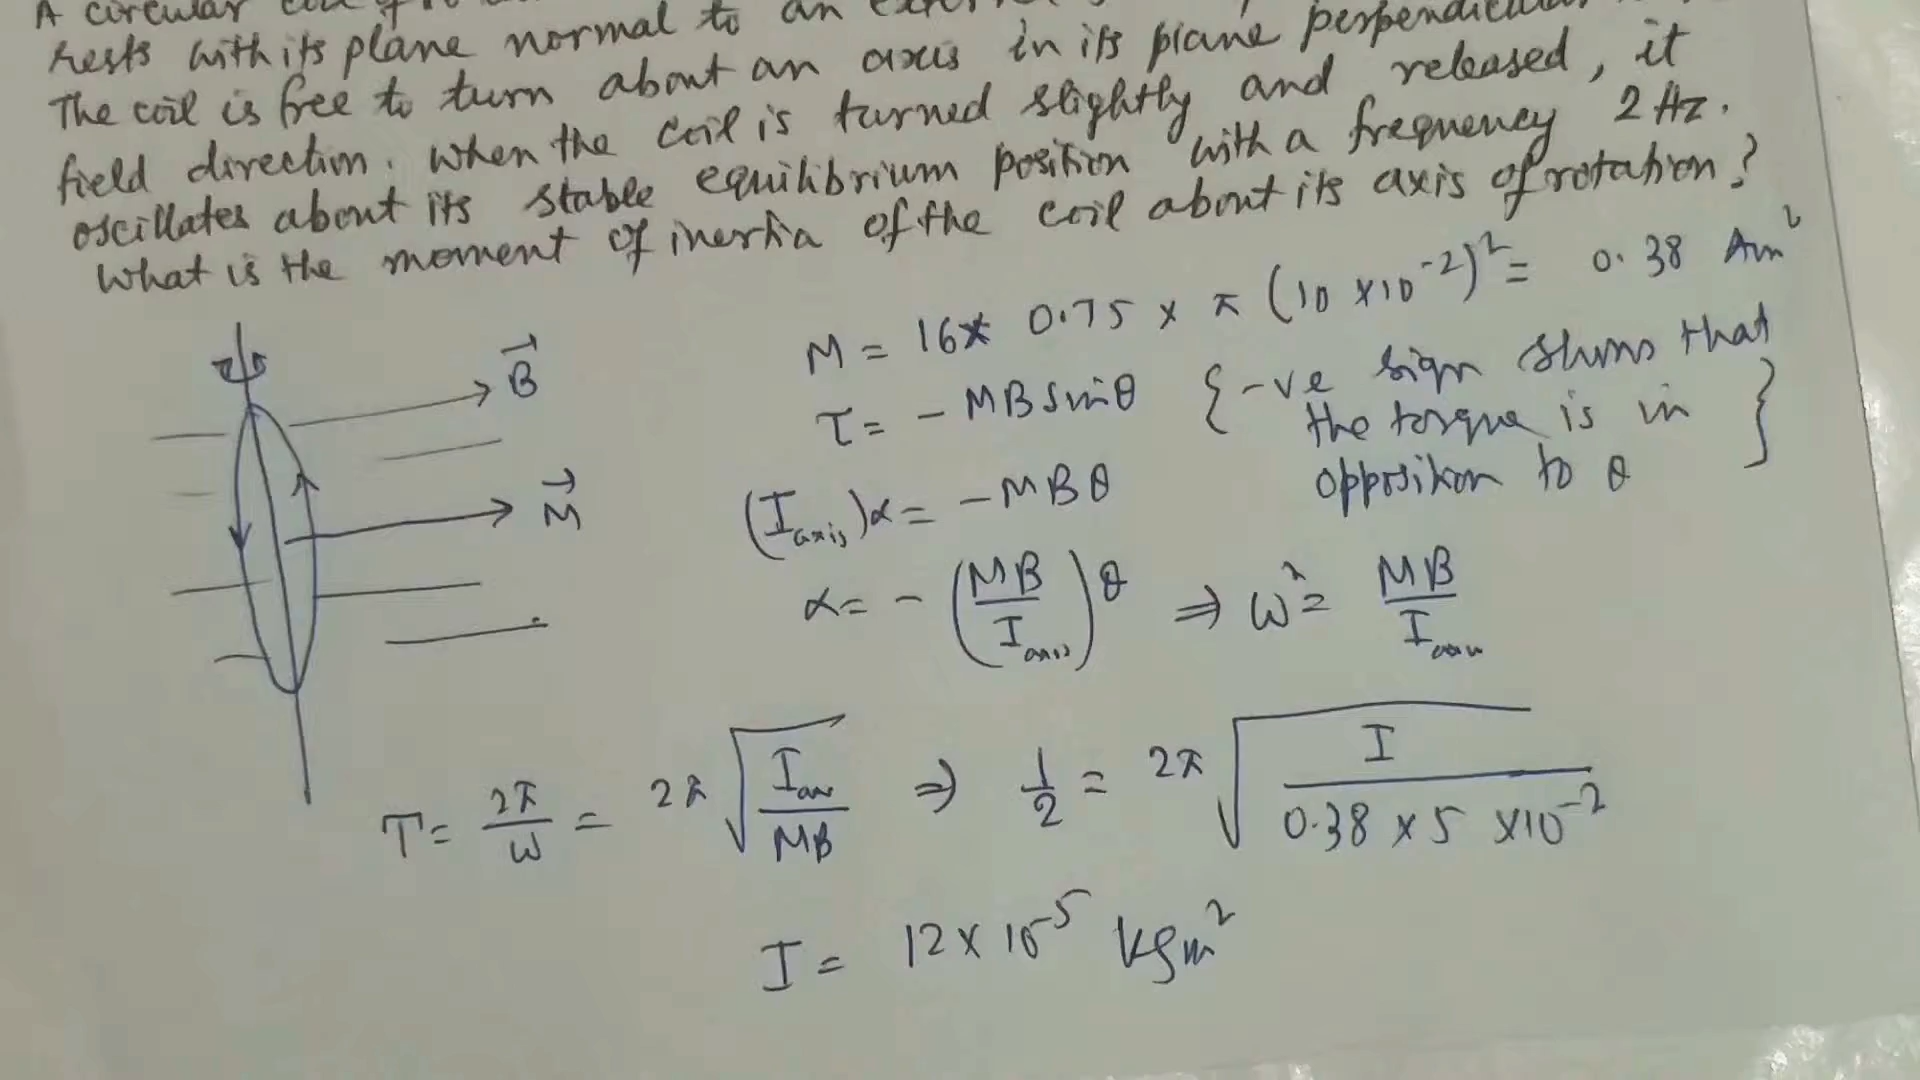 A circular coil of 16
rests with its plane normal to an
The coil is free to turn about an axis in its plane perpendicular
field direction. When the coil is turned slightly and released, it
oscillates about its stable equilibrium position with a frequency 2 Hz.
What is the moment of inertia of the coil about its axis of rotation?
M = 16 × 0.75 × π (10 × 10⁻²)² = 0.38 Am²
B⃗
τ = - MB sinθ {-ve sign shows that
the torque is in
opposition to θ}
M⃗
(I_axis)α = - MBθ
α = - (MB/I_axis)θ ⇒ ω² = MB/I_axis
T = 2π/ω = 2π √(I_axis/MB) ⇒ 1/2 = 2π √(I/(0.38 × 5 × 10⁻²))
I = 12 × 10⁻⁵ kgm²